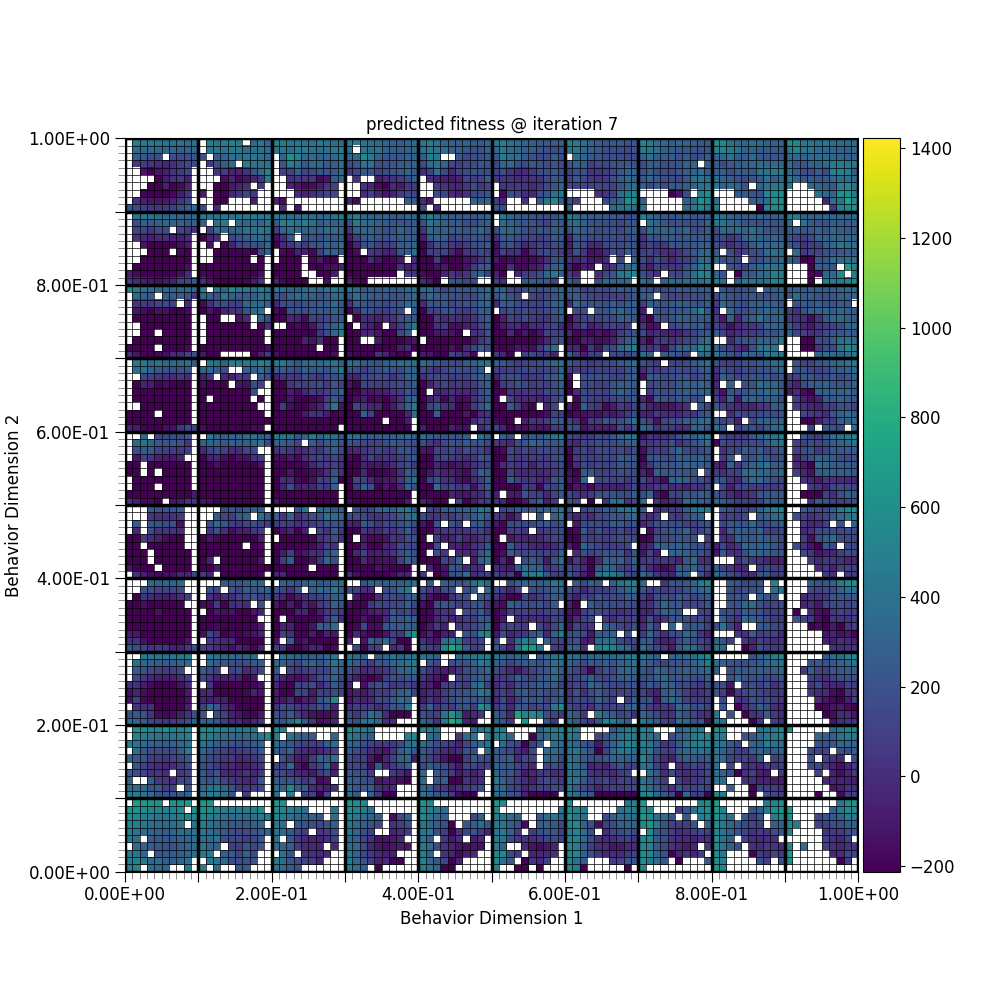 predicted fitness @ iteration 7
1.00E+00
8.00E-01
6.00E-01
4.00E-01
2.00E-01
0.00E+00
Behavior Dimension 2
0.00E+00 2.00E-01 4.00E-01 6.00E-01 8.00E-01 1.00E+00
Behavior Dimension 1
1400
1200
1000
800
600
400
200
0
−200